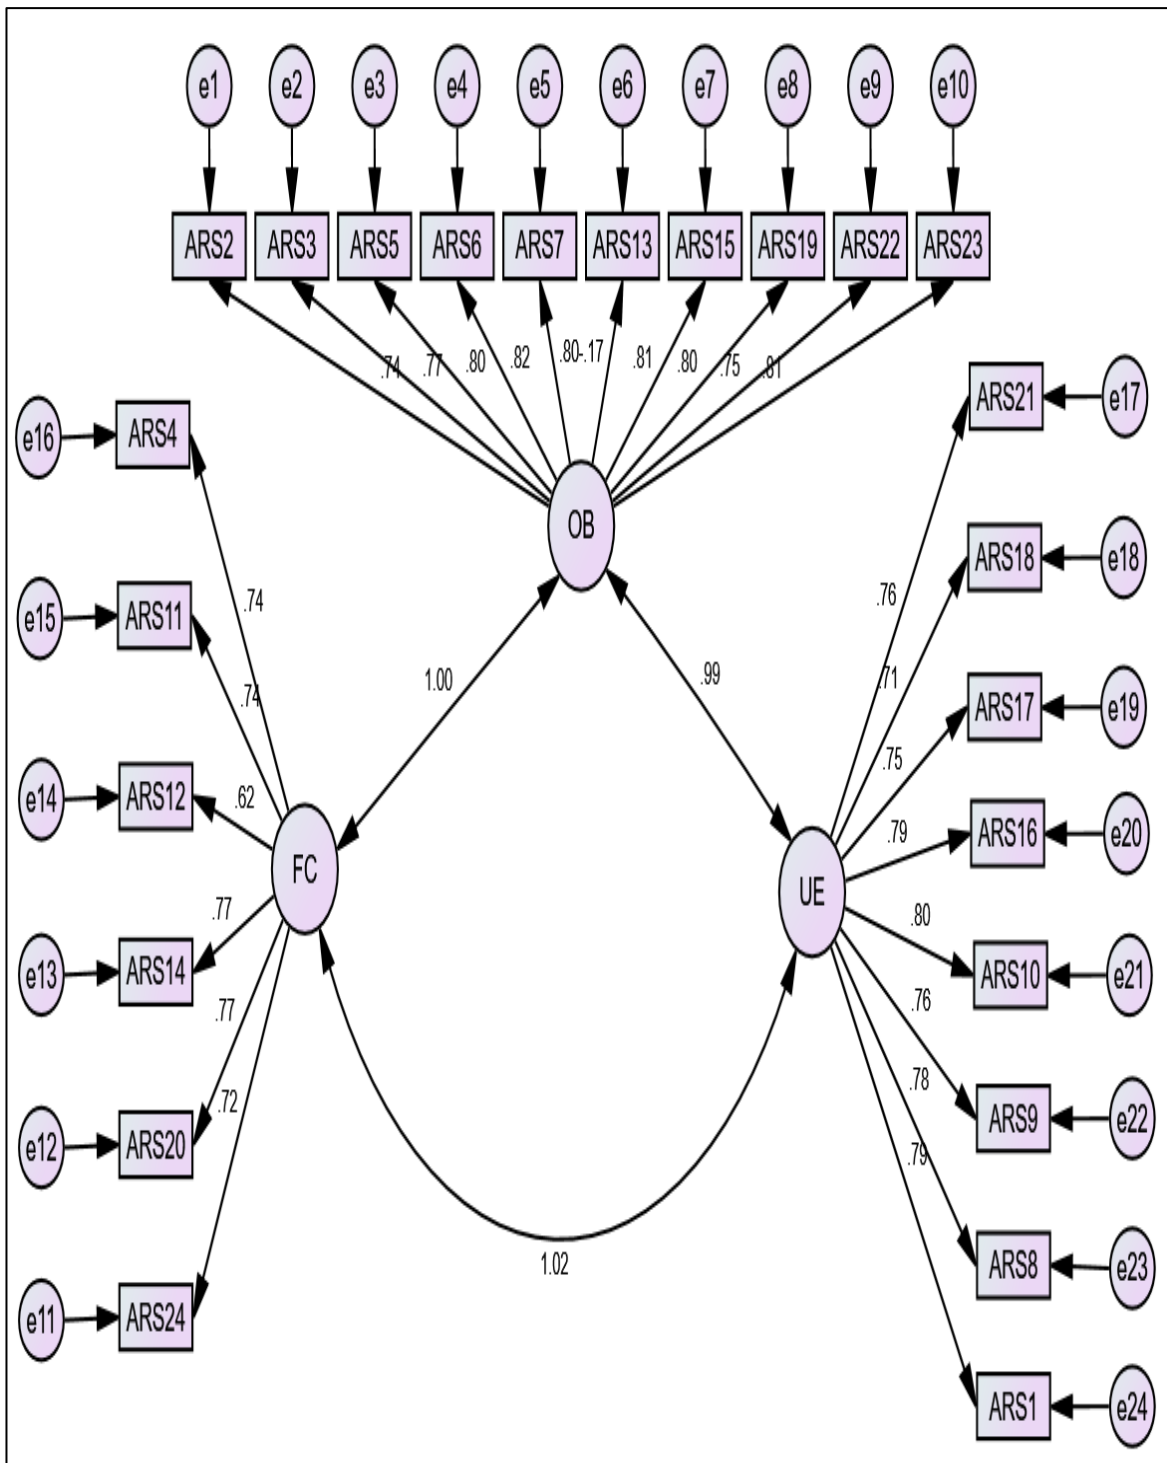 e1 e2 e3 e4 e5 e6 e7 e8 e9 e10
ARS2 ARS3 ARS5 ARS6 ARS7 ARS13 ARS15 ARS19 ARS22 ARS23
.74 .77 .80 .82 .80 -.17 .81 .80 .75 .81
OB
e16 ARS4
ARS21 e17
.74
.76
e15 ARS11
ARS18 e18
.74
.71
1.00
.99
e14 ARS12
ARS17 e19
.62
.75
FC
UE
e13 ARS14
ARS16 e20
.77
.79
e12 ARS20
ARS10 e21
.77
.80
e11 ARS24
ARS9 e22
.72
.76
ARS8 e23
.78
ARS1 e24
.79
1.02